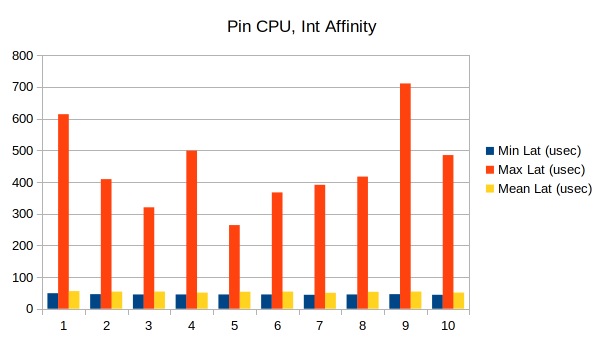 Pin CPU, Int Affinity
800
700
600
500
400
300
200
100
0
1 2 3 4 5 6 7 8 9 10
Min Lat (usec)
Max Lat (usec)
Mean Lat (usec)